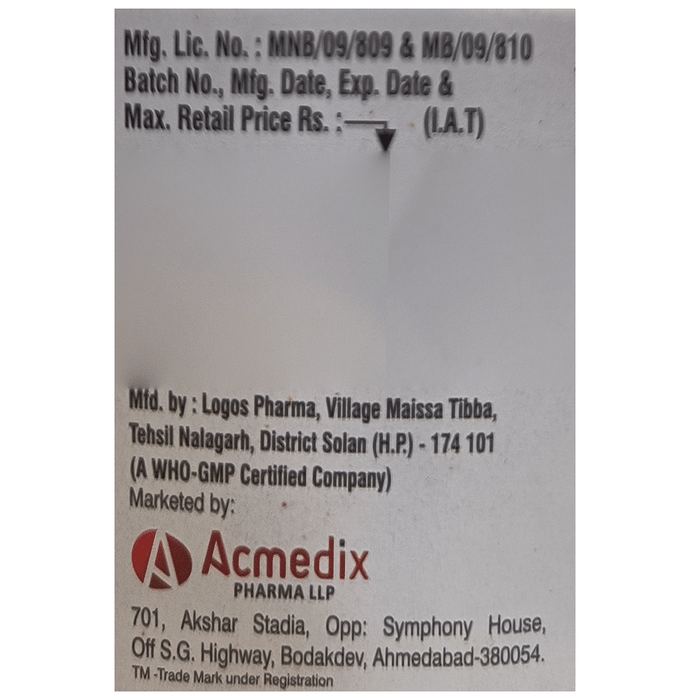 Mfg. Lic. No. : MNB/09/809 & MB/09/810
Batch No., Mfg. Date, Exp. Date &
Max. Retail Price Rs. : (I.A.T)
Mfd. by : Logos Pharma, Village Maissa Tibba,
Tehsil Nalagarh, District Solan (H.P.) - 174 101
(A WHO-GMP Certified Company)
Marketed by:
Acmedix
PHARMA LLP
701, Akshar Stadia, Opp: Symphony House,
Off S.G. Highway, Bodakdev, Ahmedabad-380054.
TM -Trade Mark under Registration